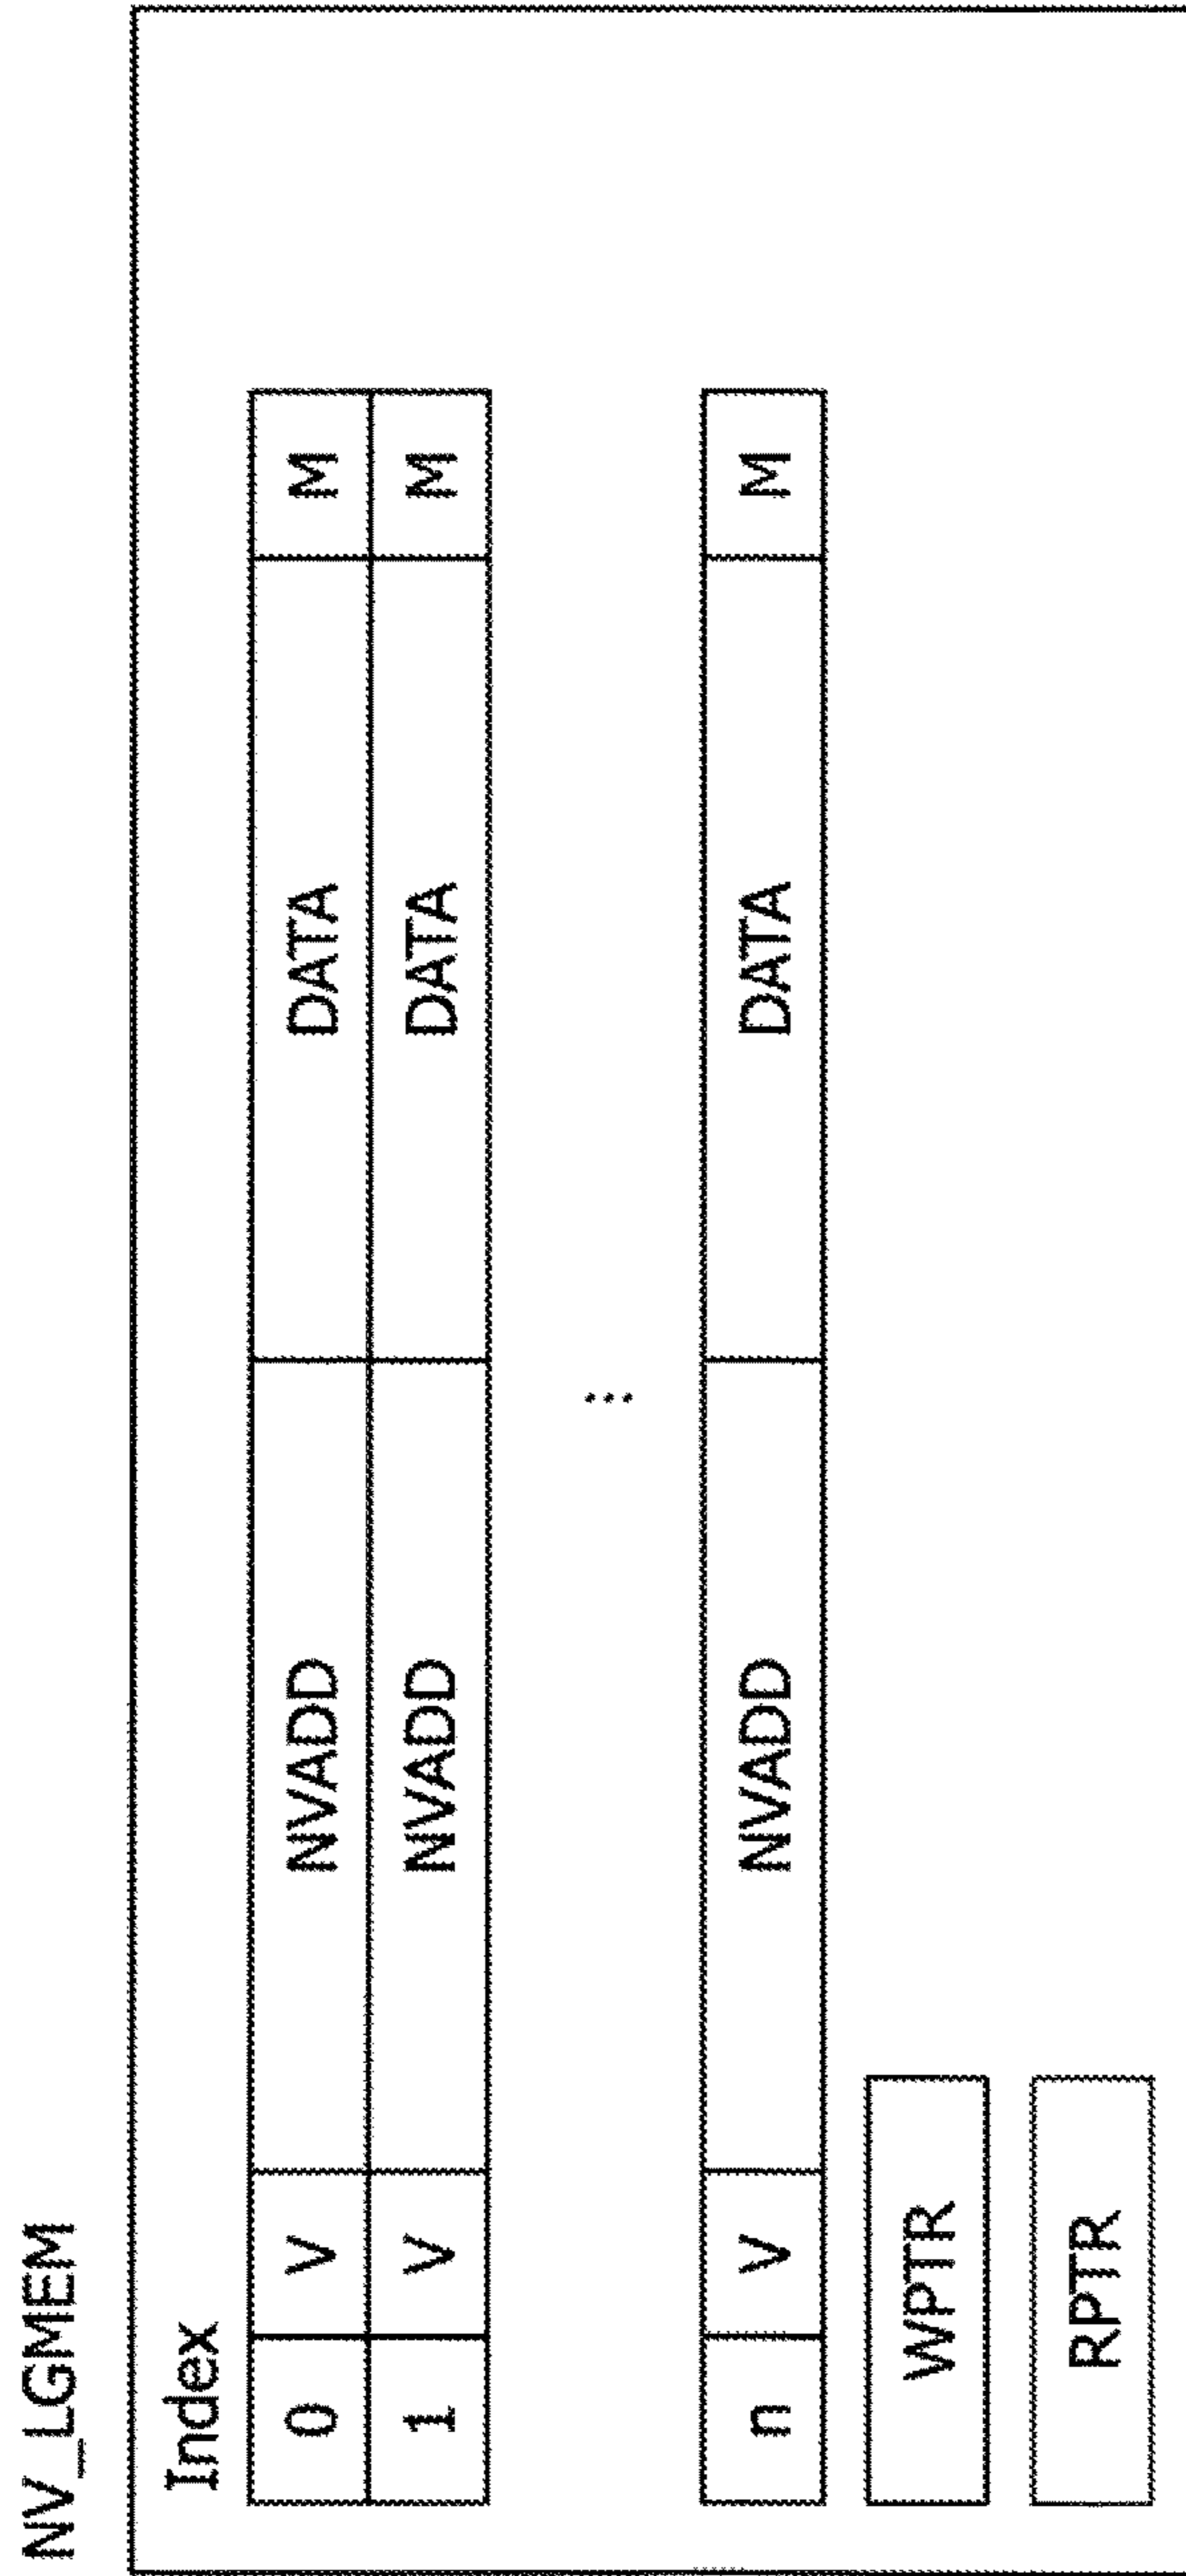 NV_LGMEM
Index
0 V NVADD DATA M
1 V NVADD DATA M
...
n V NVADD DATA M
WPTR
RPTR